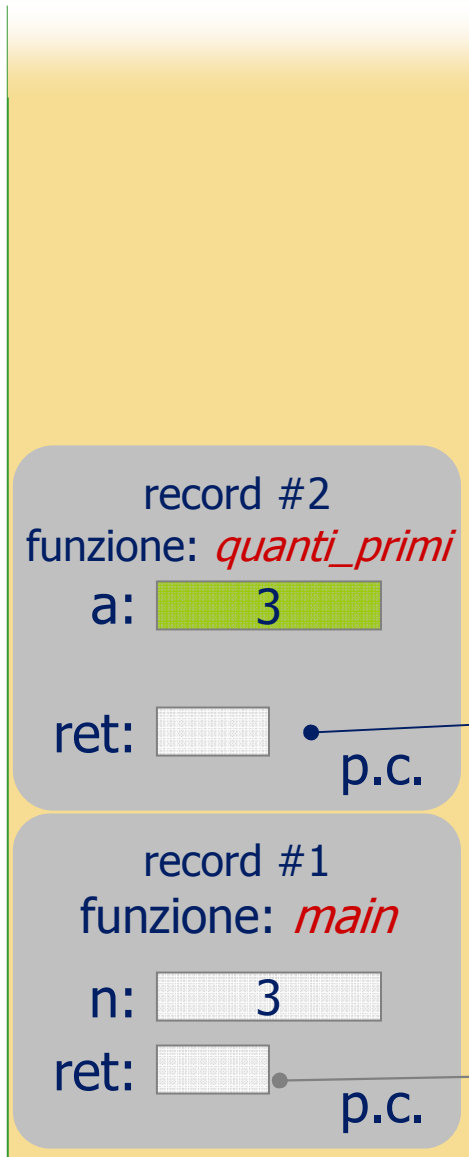 record #2
funzione: quanti_primi
a: 3
ret:
p.c.
record #1
funzione: main
n: 3
ret:
p.c.